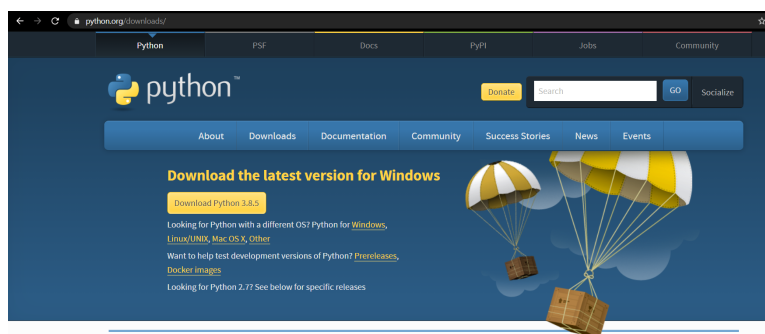 python.org/downloads/
Python PSF Docs PyPI Jobs Community
python™
Donate Search GO Socialize
About Downloads Documentation Community Success Stories News Events
Download the latest version for Windows
Download Python 3.8.5
Looking for Python with a different OS? Python for Windows,
Linux/UNIX, Mac OS X, Other
Want to help test development versions of Python? Prereleases,
Docker images
Looking for Python 2.7? See below for specific releases